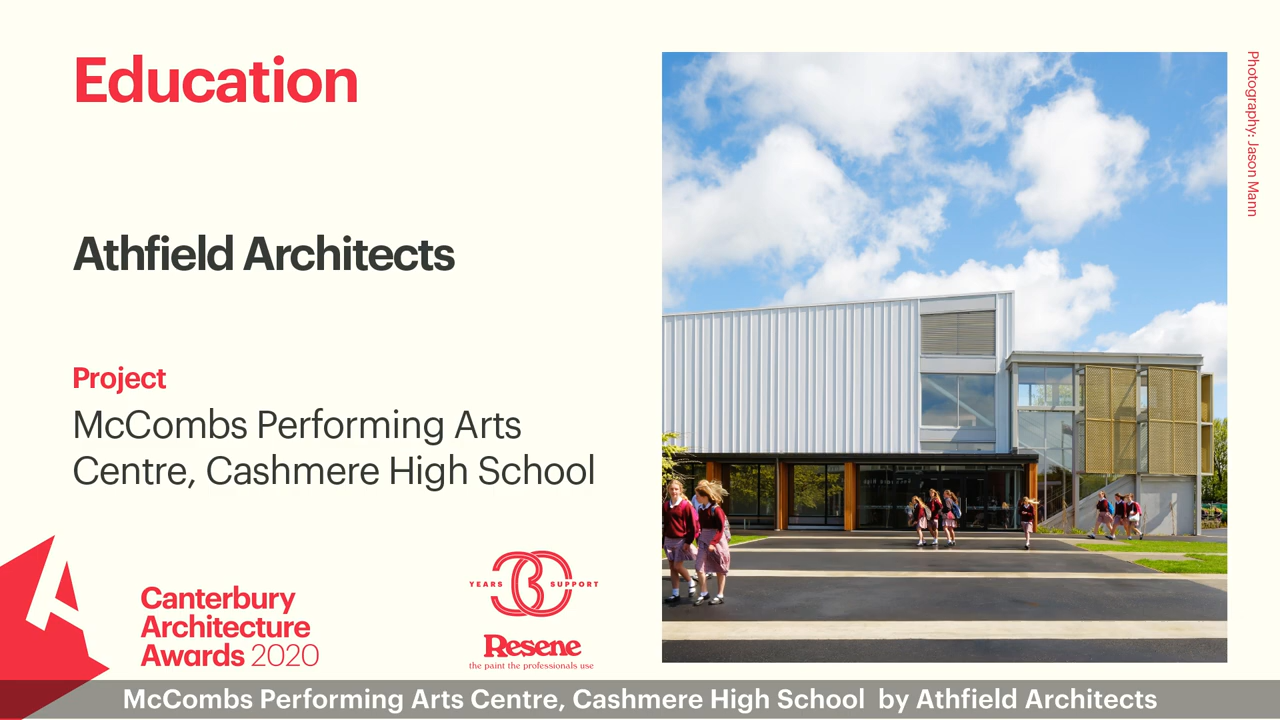 Education
Athfield Architects
Project
McCombs Performing Arts
Centre, Cashmere High School
Canterbury
Architecture
Awards 2020
YEARS 30 SUPPORT
Resene
the paint the professionals use
Photography: Jason Mann
McCombs Performing Arts Centre, Cashmere High School by Athfield Architects